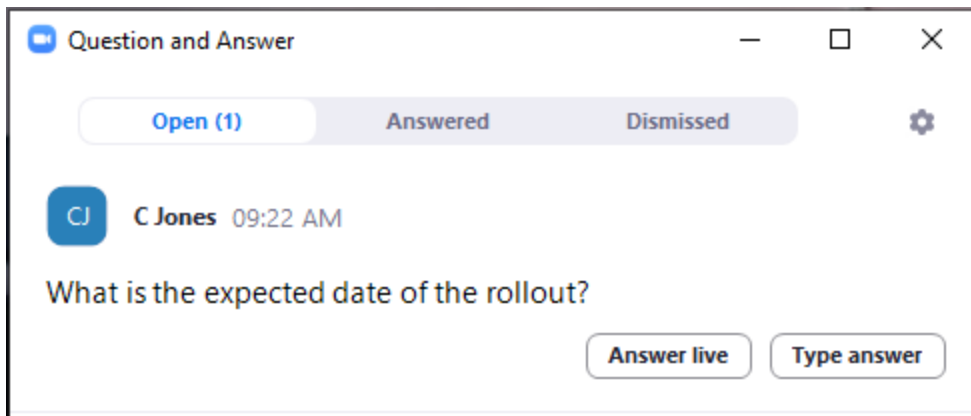 Question and Answer
Open (1) Answered Dismissed
CJ C Jones 09:22 AM
What is the expected date of the rollout?
Answer live Type answer